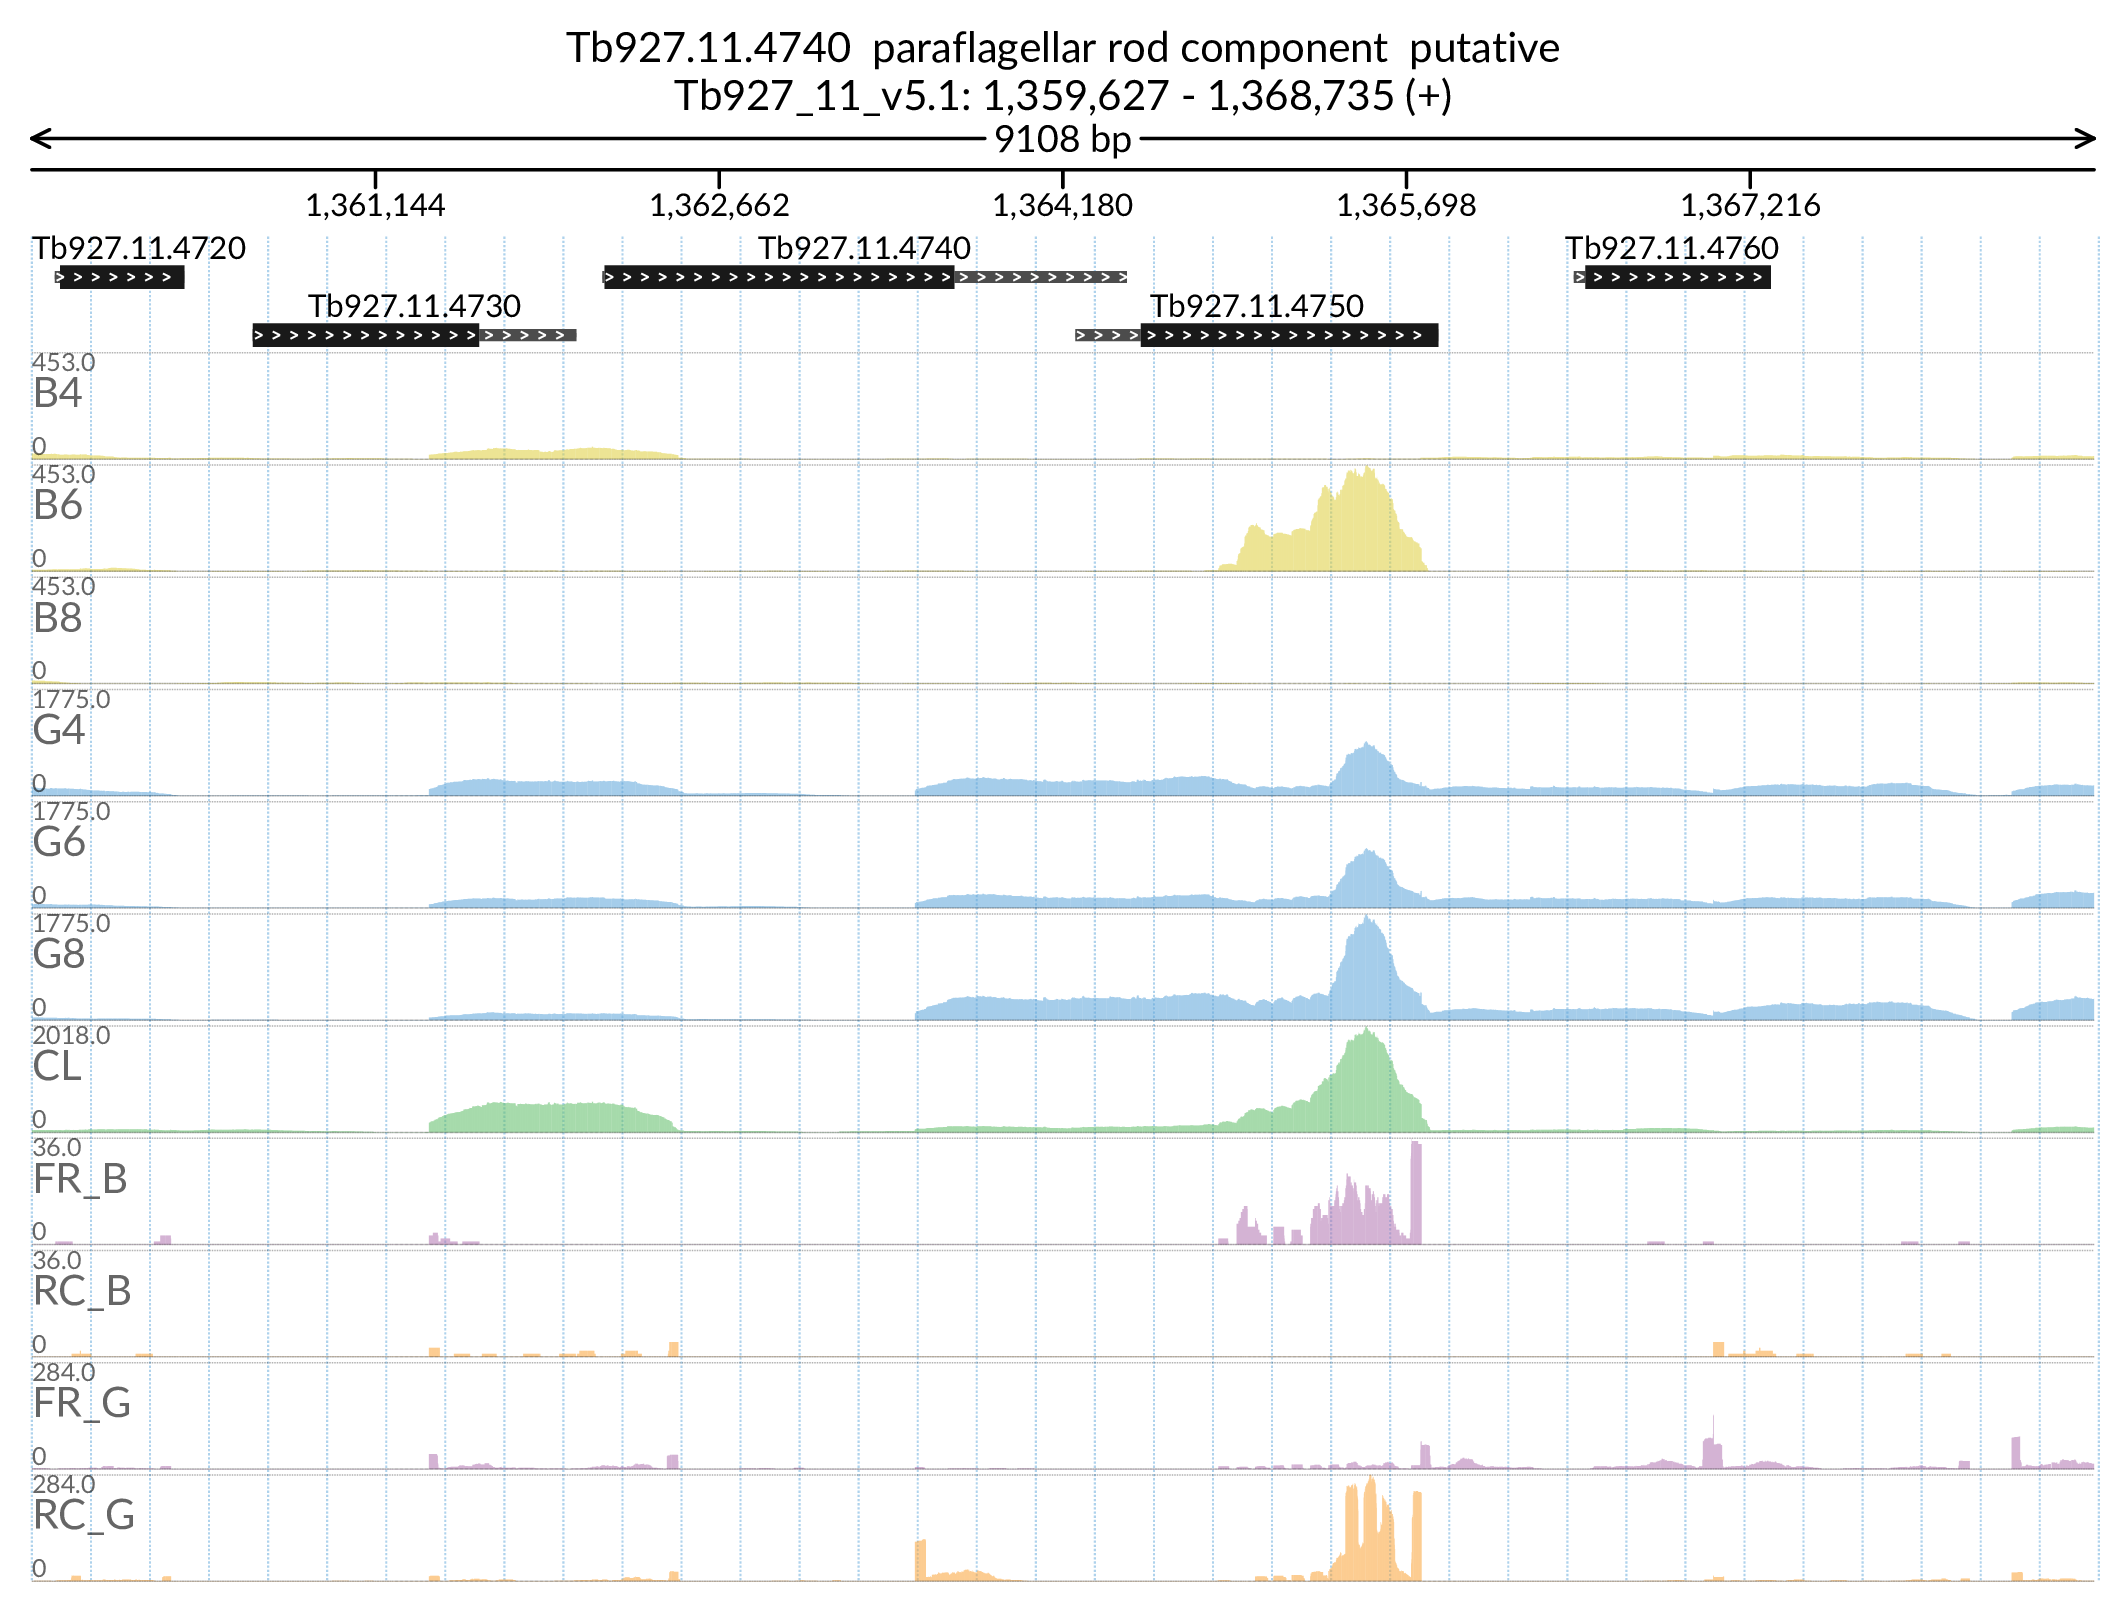 Tb927.11.4740  paraflagellar rod component  putative
Tb927_11_v5.1: 1,359,627 - 1,368,735 (+)
9108 bp
1,361,144 1,362,662 1,364,180 1,365,698 1,367,216
Tb927.11.4720 Tb927.11.4740 Tb927.11.4760
Tb927.11.4730 Tb927.11.4750
453.0
B4
0
453.0
B6
0
453.0
B8
0
1775.0
G4
0
1775.0
G6
0
1775.0
G8
0
2018.0
CL
0
36.0
FR_B
0
36.0
RC_B
0
284.0
FR_G
0
284.0
RC_G
0